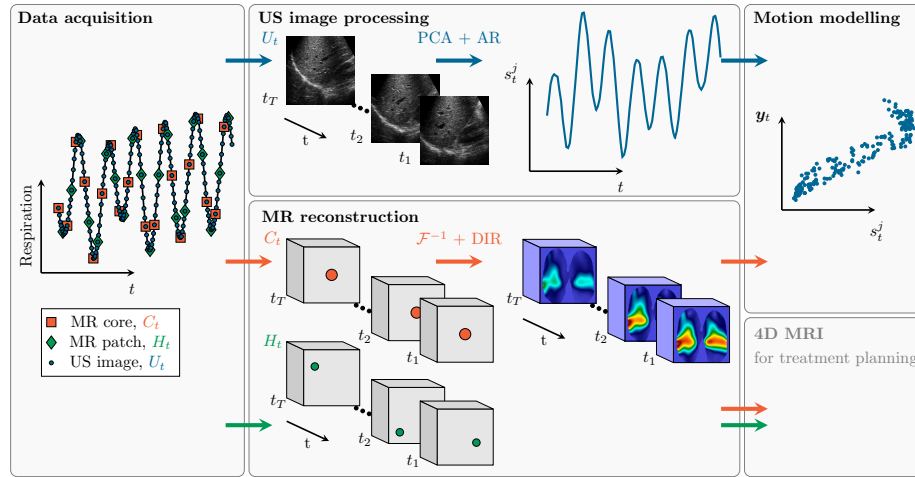 Data acquisition
Respiration
t
MR core, C_t
MR patch, H_t
US image, U_t
US image processing
U_t
PCA + AR
t_T
t_2
t_1
t
s_t^j
t
MR reconstruction
C_t
F^{-1} + DIR
t_T
t_2
t_1
t_T
t
t_2
t_1
H_t
t_T
t_2
t_1
t
Motion modelling
y_t
s_t^j
4D MRI
for treatment planning